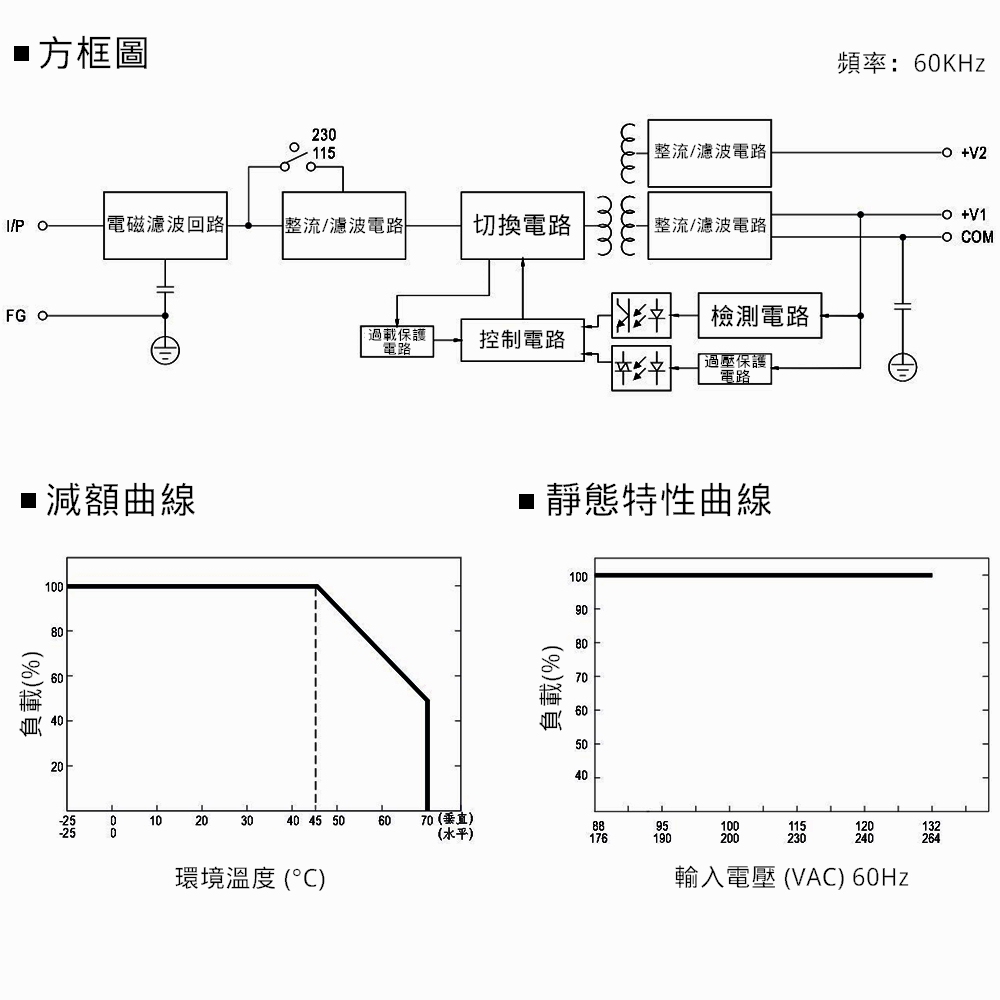 ■方框圖
頻率：60KHz
230
115
整流/濾波電路
+V2
I/P
電磁濾波回路
整流/濾波電路
切換電路
整流/濾波電路
+V1
COM
FG
過載保護
電路
控制電路
檢測電路
過壓保護
電路
■減額曲線
■靜態特性曲線
負載(%)
100
80
60
40
20
-25 0 10 20 30 40 45 50 60 70 (垂直)
-25 0 (水平)
環境溫度 (°C)
負載(%)
100
90
80
70
60
50
40
88 95 100 115 120 132
176 190 200 230 240 264
輸入電壓 (VAC) 60Hz